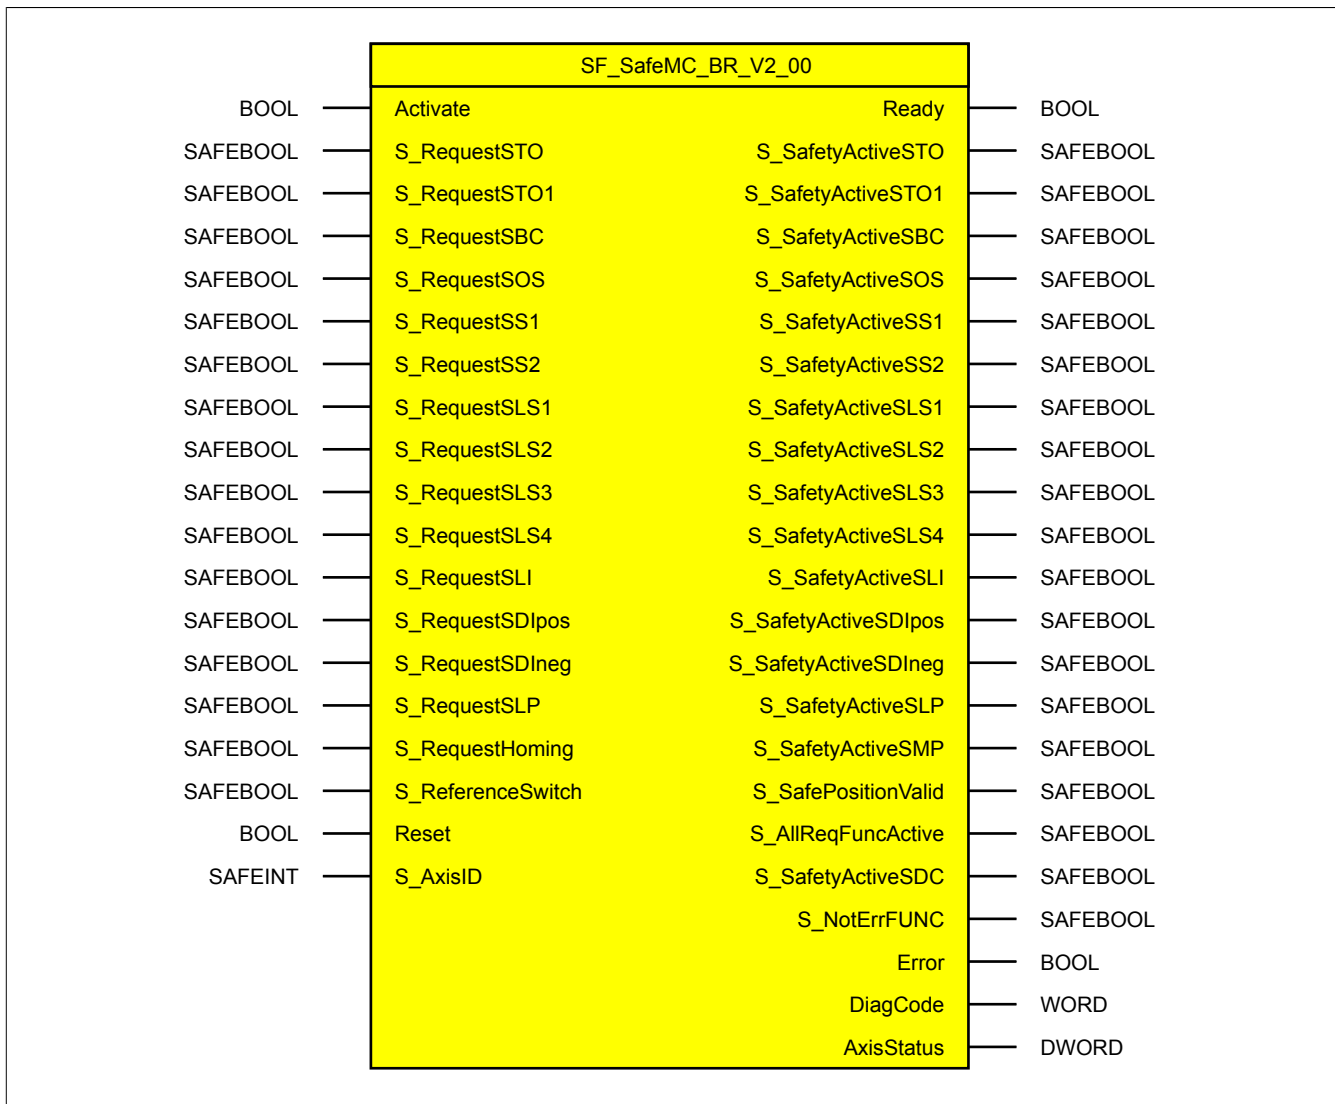 SF_SafeMC_BR_V2_00
BOOL Activate Ready BOOL
SAFEBOOL S_RequestSTO S_SafetyActiveSTO SAFEBOOL
SAFEBOOL S_RequestSTO1 S_SafetyActiveSTO1 SAFEBOOL
SAFEBOOL S_RequestSBC S_SafetyActiveSBC SAFEBOOL
SAFEBOOL S_RequestSOS S_SafetyActiveSOS SAFEBOOL
SAFEBOOL S_RequestSS1 S_SafetyActiveSS1 SAFEBOOL
SAFEBOOL S_RequestSS2 S_SafetyActiveSS2 SAFEBOOL
SAFEBOOL S_RequestSLS1 S_SafetyActiveSLS1 SAFEBOOL
SAFEBOOL S_RequestSLS2 S_SafetyActiveSLS2 SAFEBOOL
SAFEBOOL S_RequestSLS3 S_SafetyActiveSLS3 SAFEBOOL
SAFEBOOL S_RequestSLS4 S_SafetyActiveSLS4 SAFEBOOL
SAFEBOOL S_RequestSLI S_SafetyActiveSLI SAFEBOOL
SAFEBOOL S_RequestSDIpos S_SafetyActiveSDIpos SAFEBOOL
SAFEBOOL S_RequestSDIneg S_SafetyActiveSDIneg SAFEBOOL
SAFEBOOL S_RequestSLP S_SafetyActiveSLP SAFEBOOL
SAFEBOOL S_RequestHoming S_SafetyActiveSMP SAFEBOOL
SAFEBOOL S_ReferenceSwitch S_SafePositionValid SAFEBOOL
BOOL Reset S_AllReqFuncActive SAFEBOOL
SAFEINT S_AxisID S_SafetyActiveSDC SAFEBOOL
S_NotErrFUNC SAFEBOOL
Error BOOL
DiagCode WORD
AxisStatus DWORD